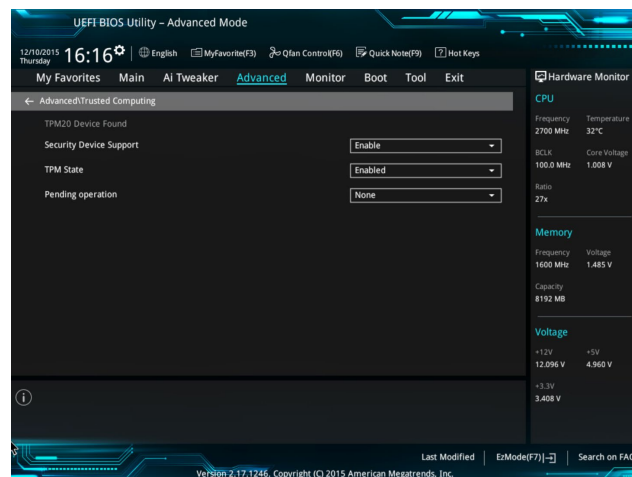 UEFI BIOS Utility – Advanced Mode
12/10/2015 Thursday 16:16 English MyFavorite(F3) Qfan Control(F6) Quick Note(F9) ? Hot Keys
My Favorites Main Ai Tweaker Advanced Monitor Boot Tool Exit
Hardware Monitor
← Advanced\Trusted Computing
TPM20 Device Found
Security Device Support Enable
TPM State Enabled
Pending operation None
CPU
Frequency Temperature
2700 MHz 32°C
BCLK Core Voltage
100.0 MHz 1.008 V
Ratio
27x
Memory
Frequency Voltage
1600 MHz 1.485 V
Capacity
8192 MB
Voltage
+12V +5V
12.096 V 4.960 V
+3.3V
3.408 V
i
Last Modified EzMode(F7) Search on FAQ
Version 2.17.1246. Copyright (C) 2015 American Megatrends, Inc.